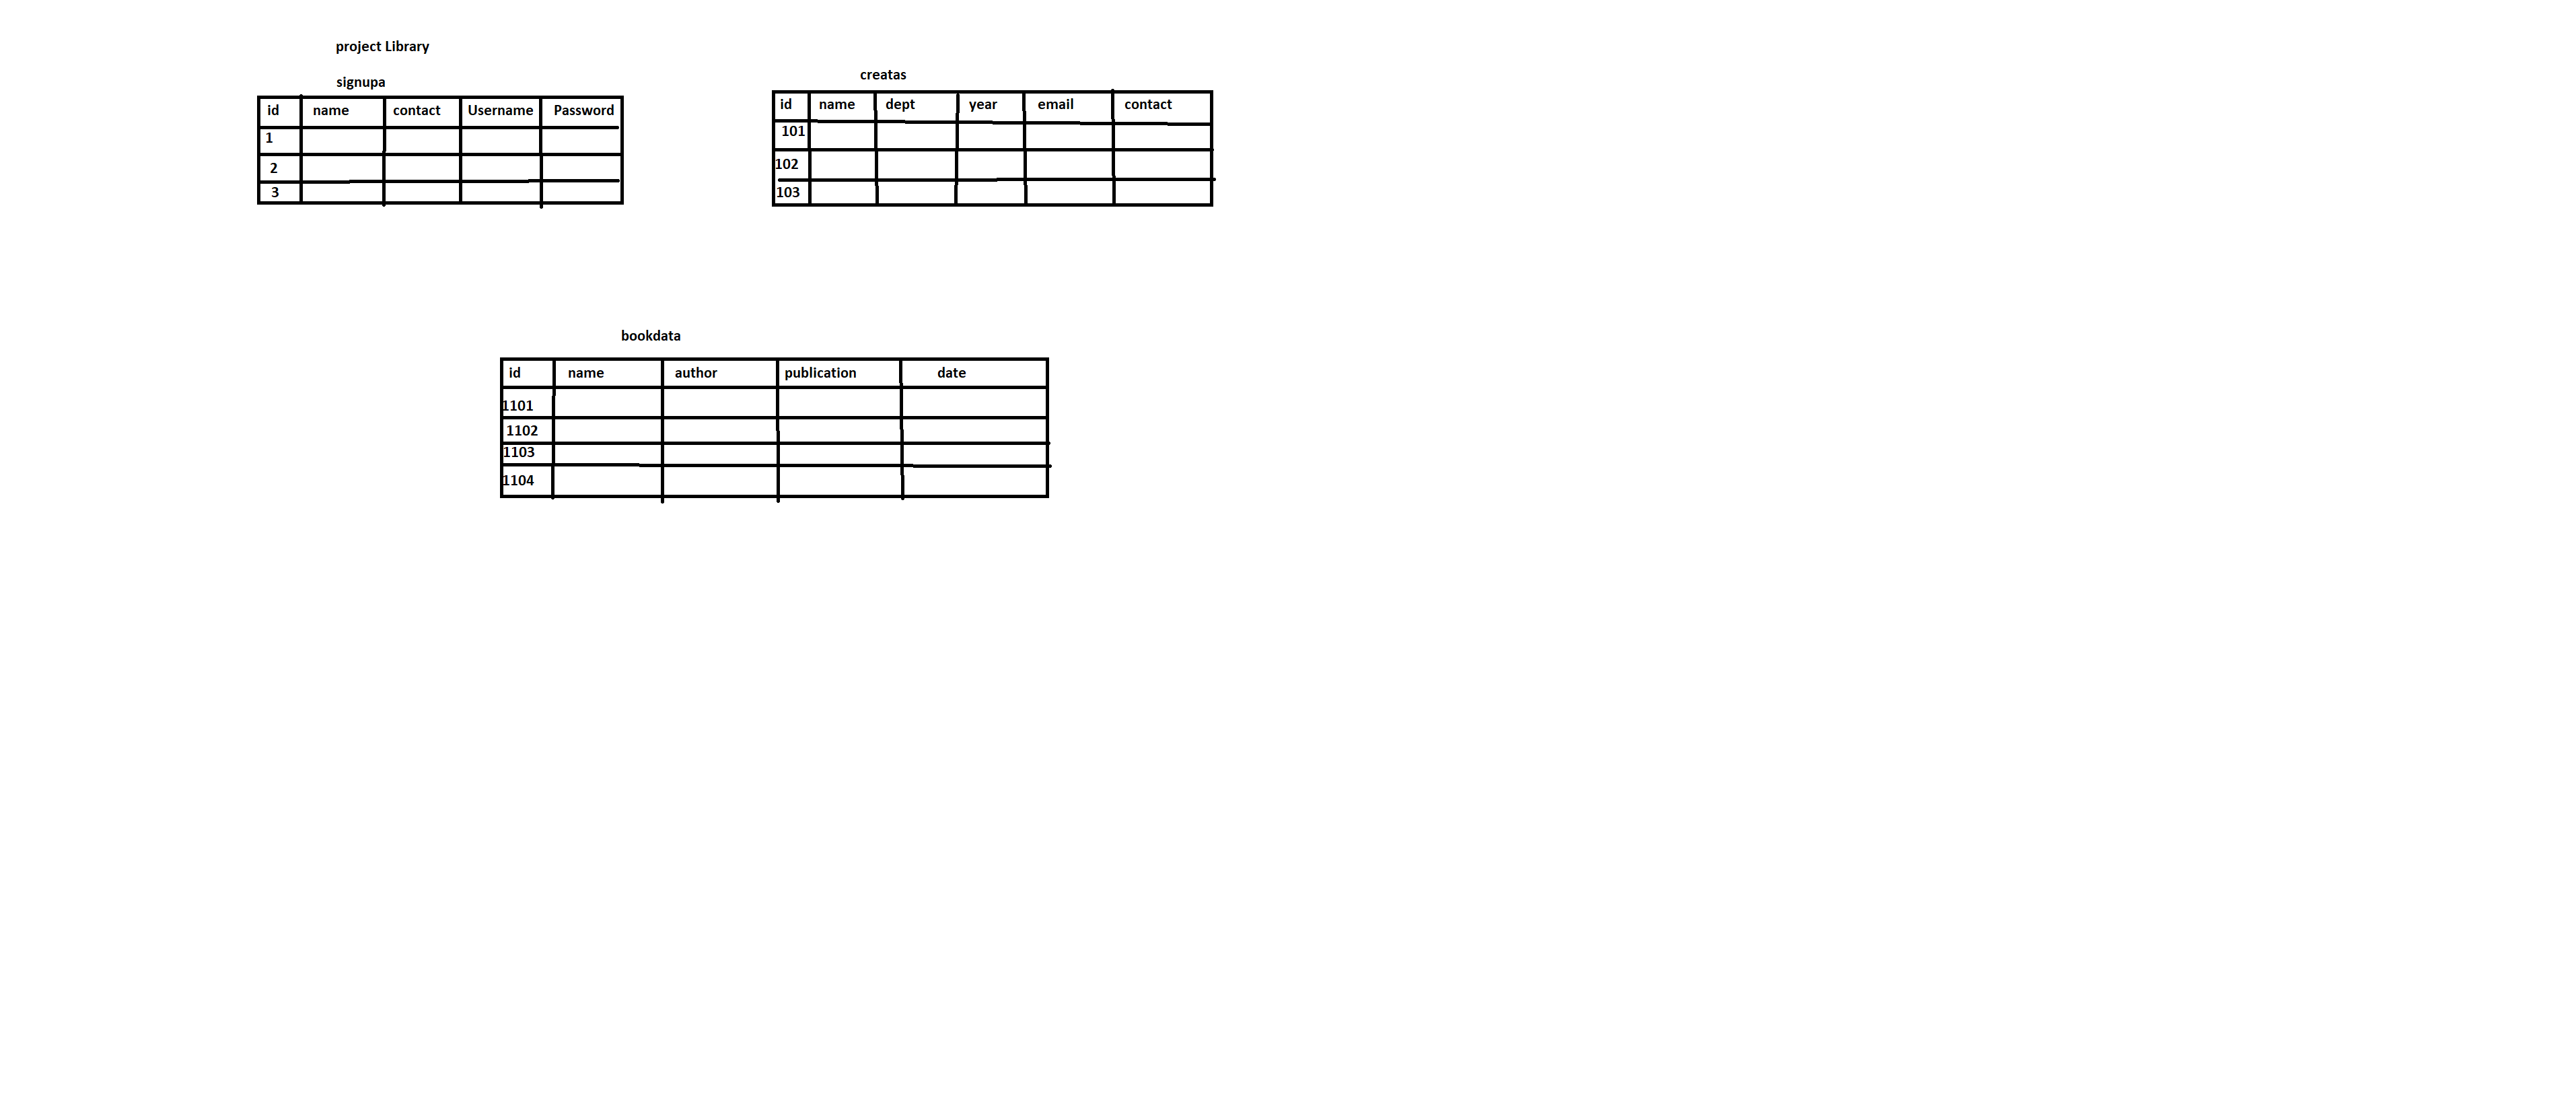 project Library
signupa
id name contact Username Password
1
2
3
creatas
id name dept year email contact
101
102
103
bookdata
id name author publication date
1101
1102
1103
1104